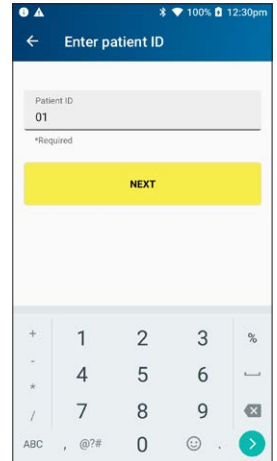 100% 12:30pm
Enter patient ID
Patient ID
01
*Required
NEXT
+ 1 2 3 %
- 4 5 6
*
/ 7 8 9
ABC , @?# 0 .